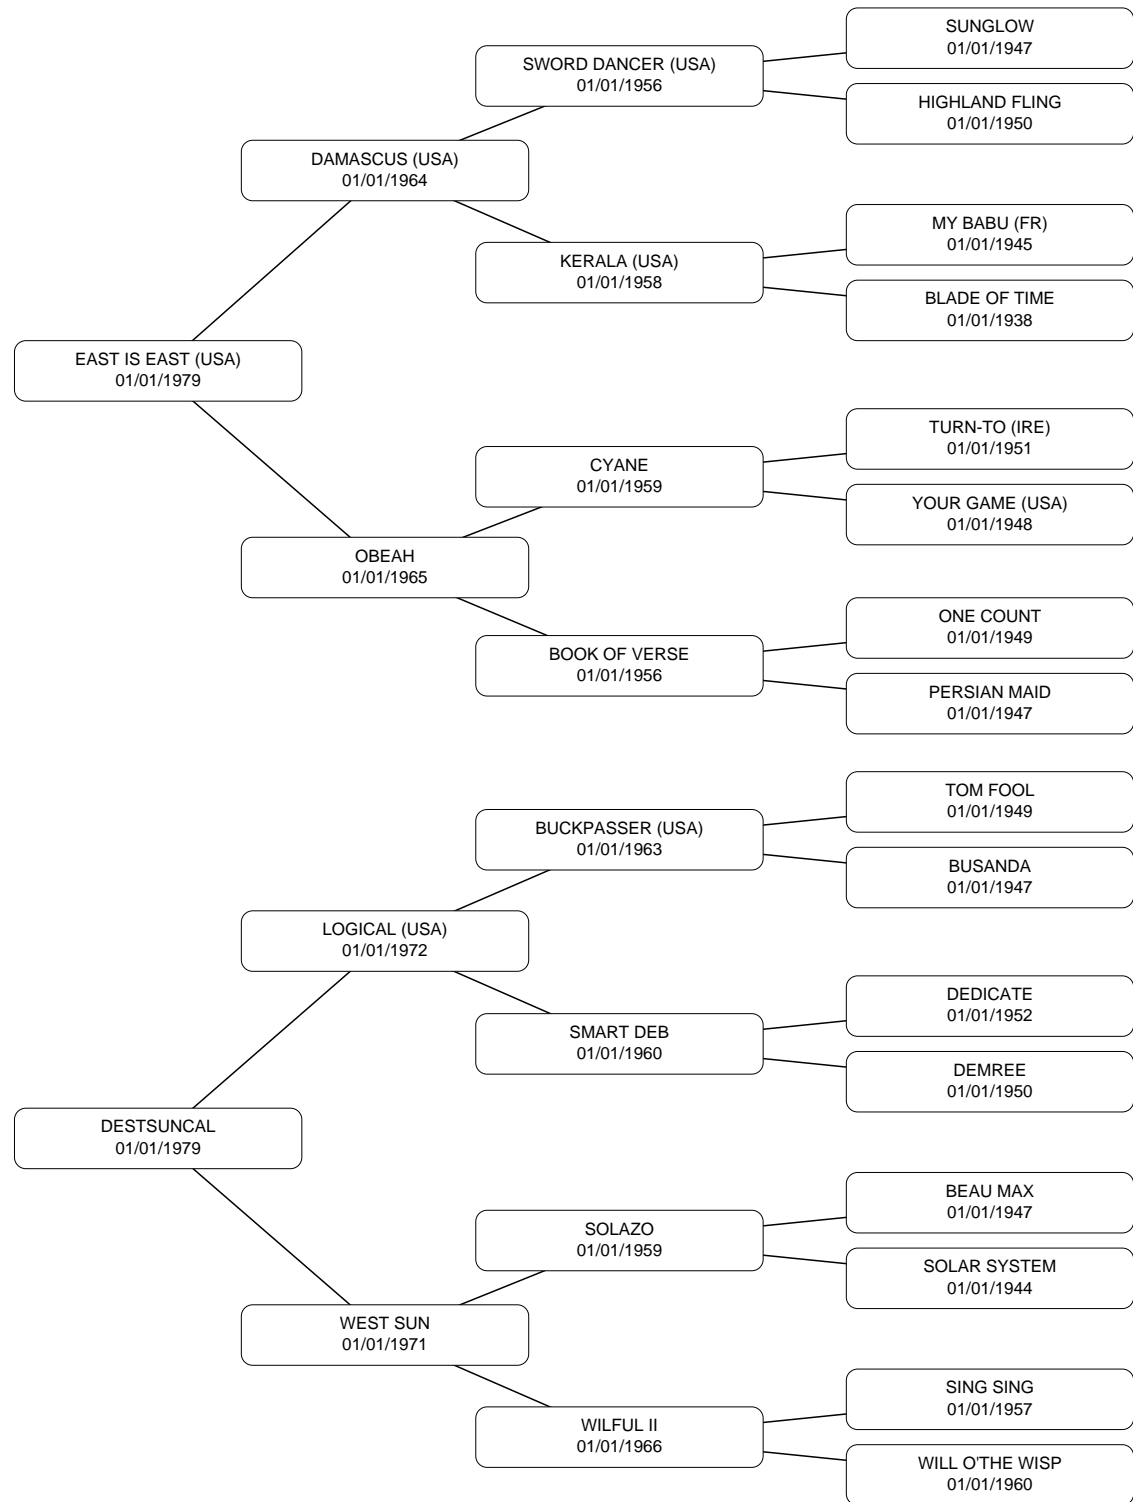 SUNGLOW
01/01/1947
SWORD DANCER (USA)
01/01/1956
HIGHLAND FLING
01/01/1950
DAMASCUS (USA)
01/01/1964
MY BABU (FR)
01/01/1945
KERALA (USA)
01/01/1958
BLADE OF TIME
01/01/1938
EAST IS EAST (USA)
01/01/1979
TURN-TO (IRE)
01/01/1951
CYANE
01/01/1959
YOUR GAME (USA)
01/01/1948
OBEAH
01/01/1965
ONE COUNT
01/01/1949
BOOK OF VERSE
01/01/1956
PERSIAN MAID
01/01/1947
TOM FOOL
01/01/1949
BUCKPASSER (USA)
01/01/1963
BUSANDA
01/01/1947
LOGICAL (USA)
01/01/1972
DEDICATE
01/01/1952
SMART DEB
01/01/1960
DEMREE
01/01/1950
DESTSUNCAL
01/01/1979
BEAU MAX
01/01/1947
SOLAZO
01/01/1959
SOLAR SYSTEM
01/01/1944
WEST SUN
01/01/1971
SING SING
01/01/1957
WILFUL II
01/01/1966
WILL O'THE WISP
01/01/1960